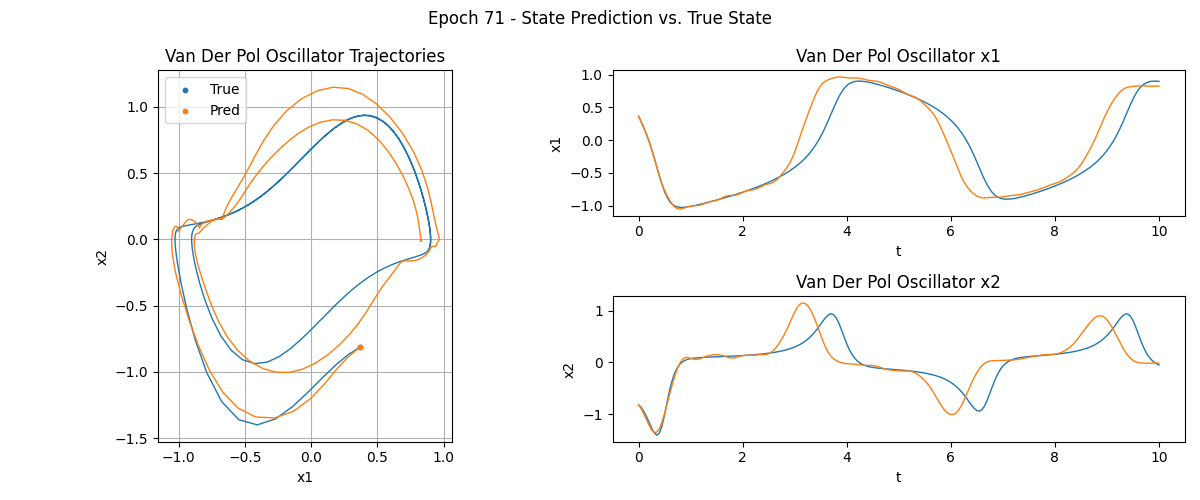 Epoch 71 - State Prediction vs. True State
Van Der Pol Oscillator Trajectories
True
Pred
1.0
0.5
0.0
−0.5
−1.0
−1.5
x2
−1.0
−0.5
0.0
0.5
1.0
x1
Van Der Pol Oscillator x1
1.0
0.5
0.0
−0.5
−1.0
x1
0
2
4
6
8
10
t
Van Der Pol Oscillator x2
1
0
−1
x2
0
2
4
6
8
10
t